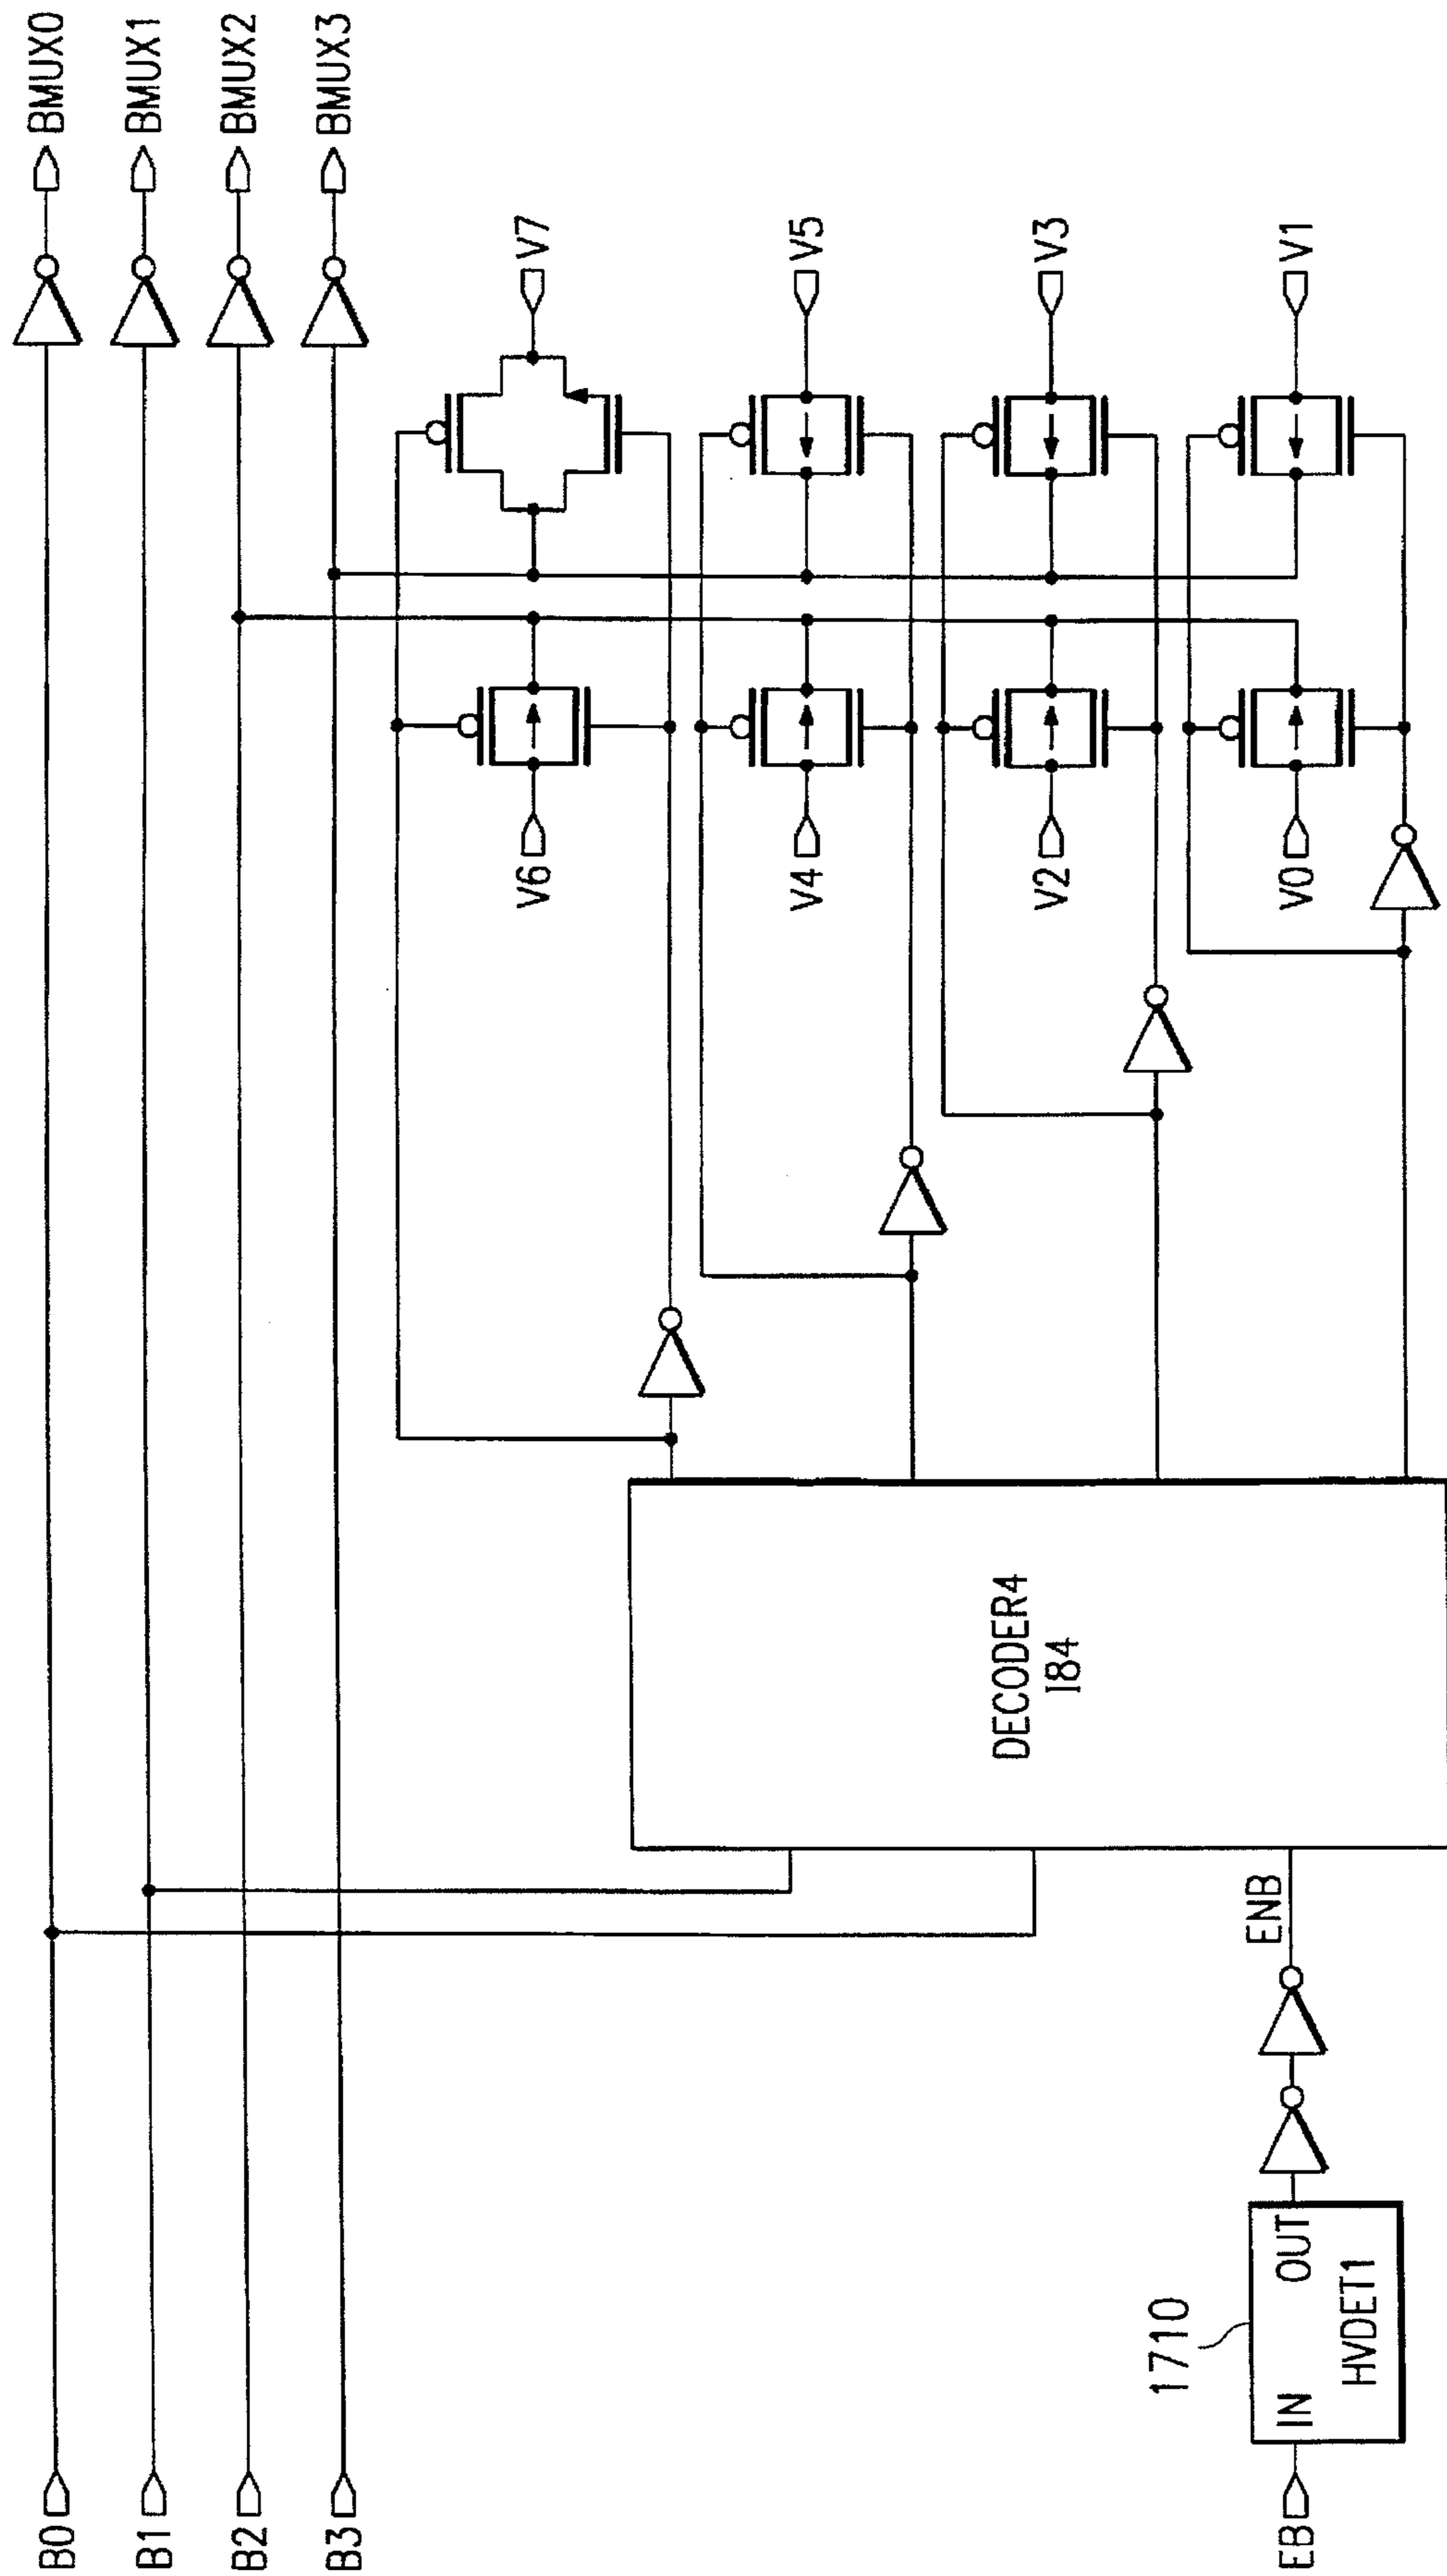 B0
BMUX0
B1
BMUX1
B2
BMUX2
B3
BMUX3
V6
V7
V4
V5
V2
V3
V0
V1
DECODER4
I84
ENB
1710
EB
IN
OUT
HVDET1